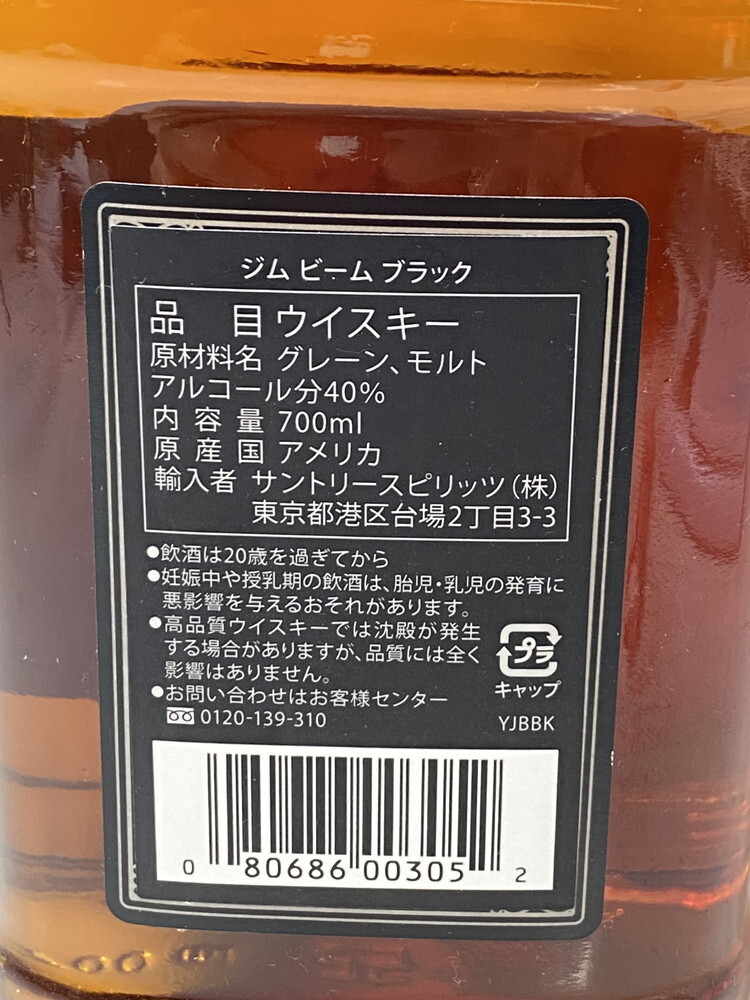 ジム ビーム ブラック
品 目 ウイスキー
原材料名 グレーン、モルト
アルコール分40%
内容量 700ml
原産国 アメリカ
輸入者 サントリースピリッツ(株)
東京都港区台場2丁目3-3
●飲酒は20歳を過ぎてから
●妊娠中や授乳期の飲酒は、胎児・乳児の発育に
悪影響を与えるおそれがあります。
●高品質ウイスキーでは沈殿が発生
する場合がありますが、品質には全く
影響はありません。
プラ
キャップ
●お問い合わせはお客様センター
0120-139-310
YJBBK
0 80686 00305 2